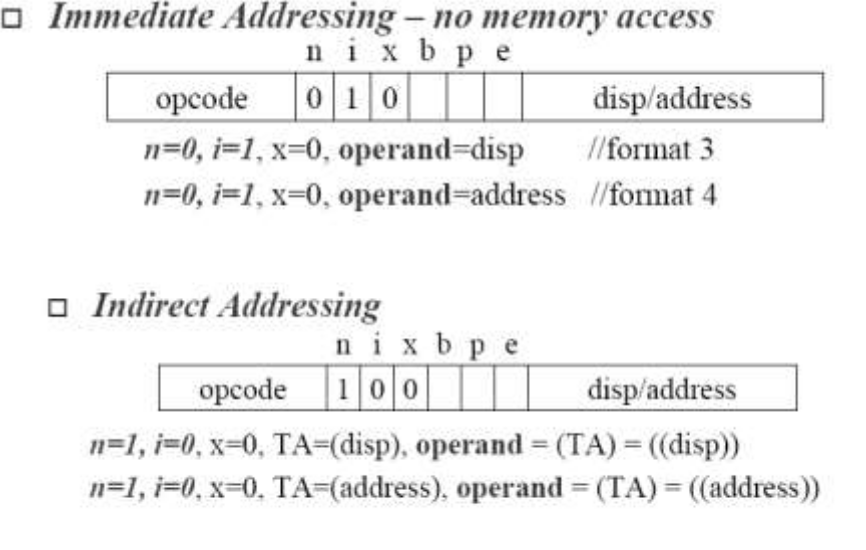 Immediate Addressing – no memory access
n i x b p e
opcode 0 1 0 disp/address
n=0, i=1, x=0, operand=disp //format 3
n=0, i=1, x=0, operand=address //format 4
Indirect Addressing
n i x b p e
opcode 1 0 0 disp/address
n=1, i=0, x=0, TA=(disp), operand = (TA) = ((disp))
n=1, i=0, x=0, TA=(address), operand = (TA) = ((address))